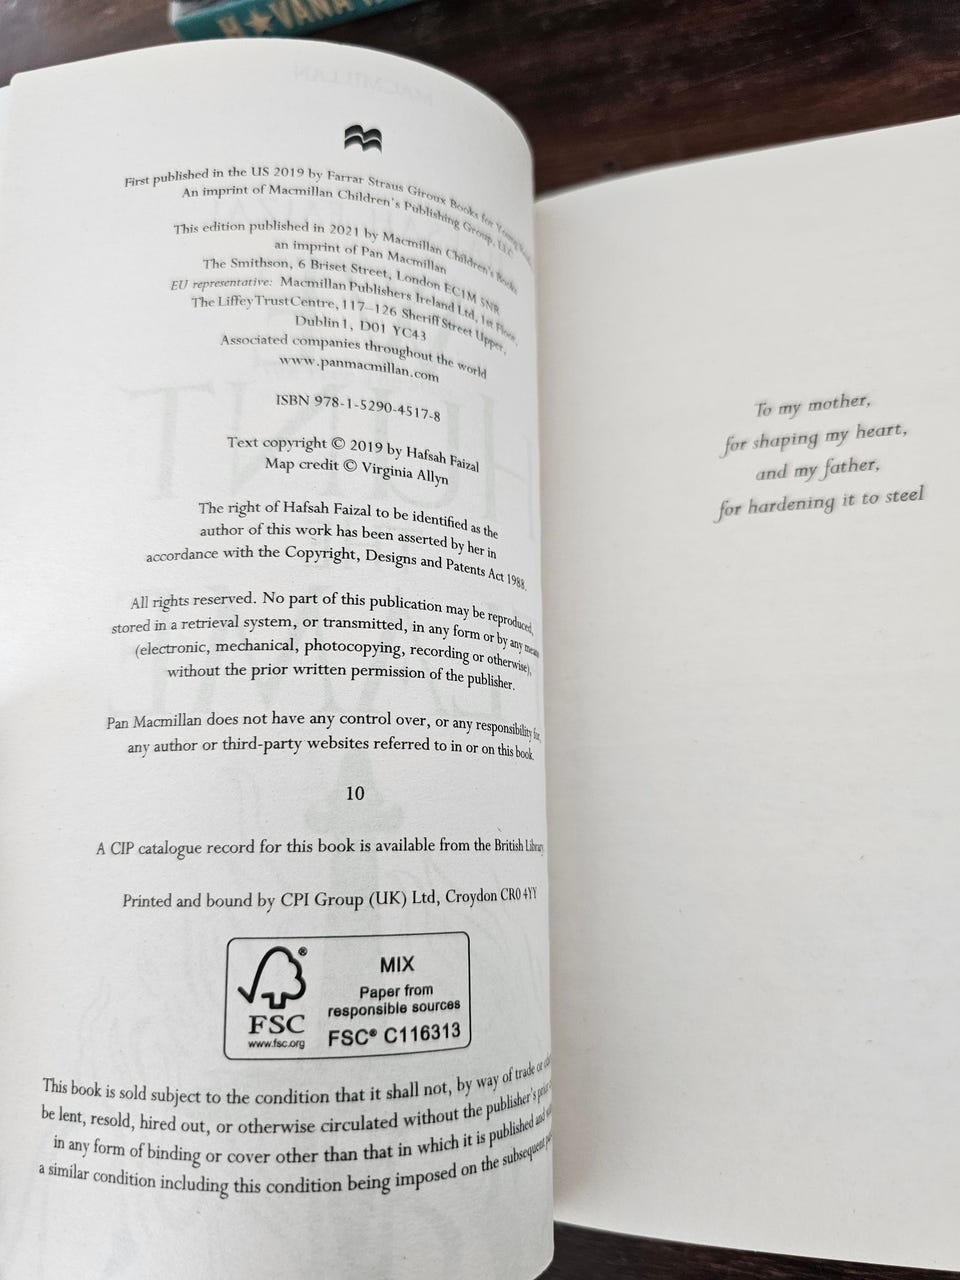 H★VANA
First published in the US 2019 by Farrar Straus Giroux Books for Young
An imprint of Macmillan Children's Publishing Group, LLC
This edition published in 2021 by Macmillan Children's Books
an imprint of Pan Macmillan
The Smithson, 6 Briset Street, London EC1M 5NR
EU representative: Macmillan Publishers Ireland Ltd, 1st Floor,
The Liffey Trust Centre, 117–126 Sheriff Street Upper,
Dublin 1, D01 YC43
Associated companies throughout the world
www.panmacmillan.com
ISBN 978-1-5290-4517-8
Text copyright © 2019 by Hafsah Faizal
Map credit © Virginia Allyn
The right of Hafsah Faizal to be identified as the
author of this work has been asserted by her in
accordance with the Copyright, Designs and Patents Act 1988.
All rights reserved. No part of this publication may be reproduced,
stored in a retrieval system, or transmitted, in any form or by any means
(electronic, mechanical, photocopying, recording or otherwise),
without the prior written permission of the publisher.
Pan Macmillan does not have any control over, or any responsibility for,
any author or third-party websites referred to in or on this book.
10
A CIP catalogue record for this book is available from the British Library
Printed and bound by CPI Group (UK) Ltd, Croydon CR0 4YY
FSC®
www.fsc.org
MIX
Paper from
responsible sources
FSC® C116313
This book is sold subject to the condition that it shall not, by way of trade or
be lent, resold, hired out, or otherwise circulated without the publisher's prior
in any form of binding or cover other than that in which it is published and
a similar condition including this condition being imposed on the subsequent
To my mother,
for shaping my heart,
and my father,
for hardening it to steel